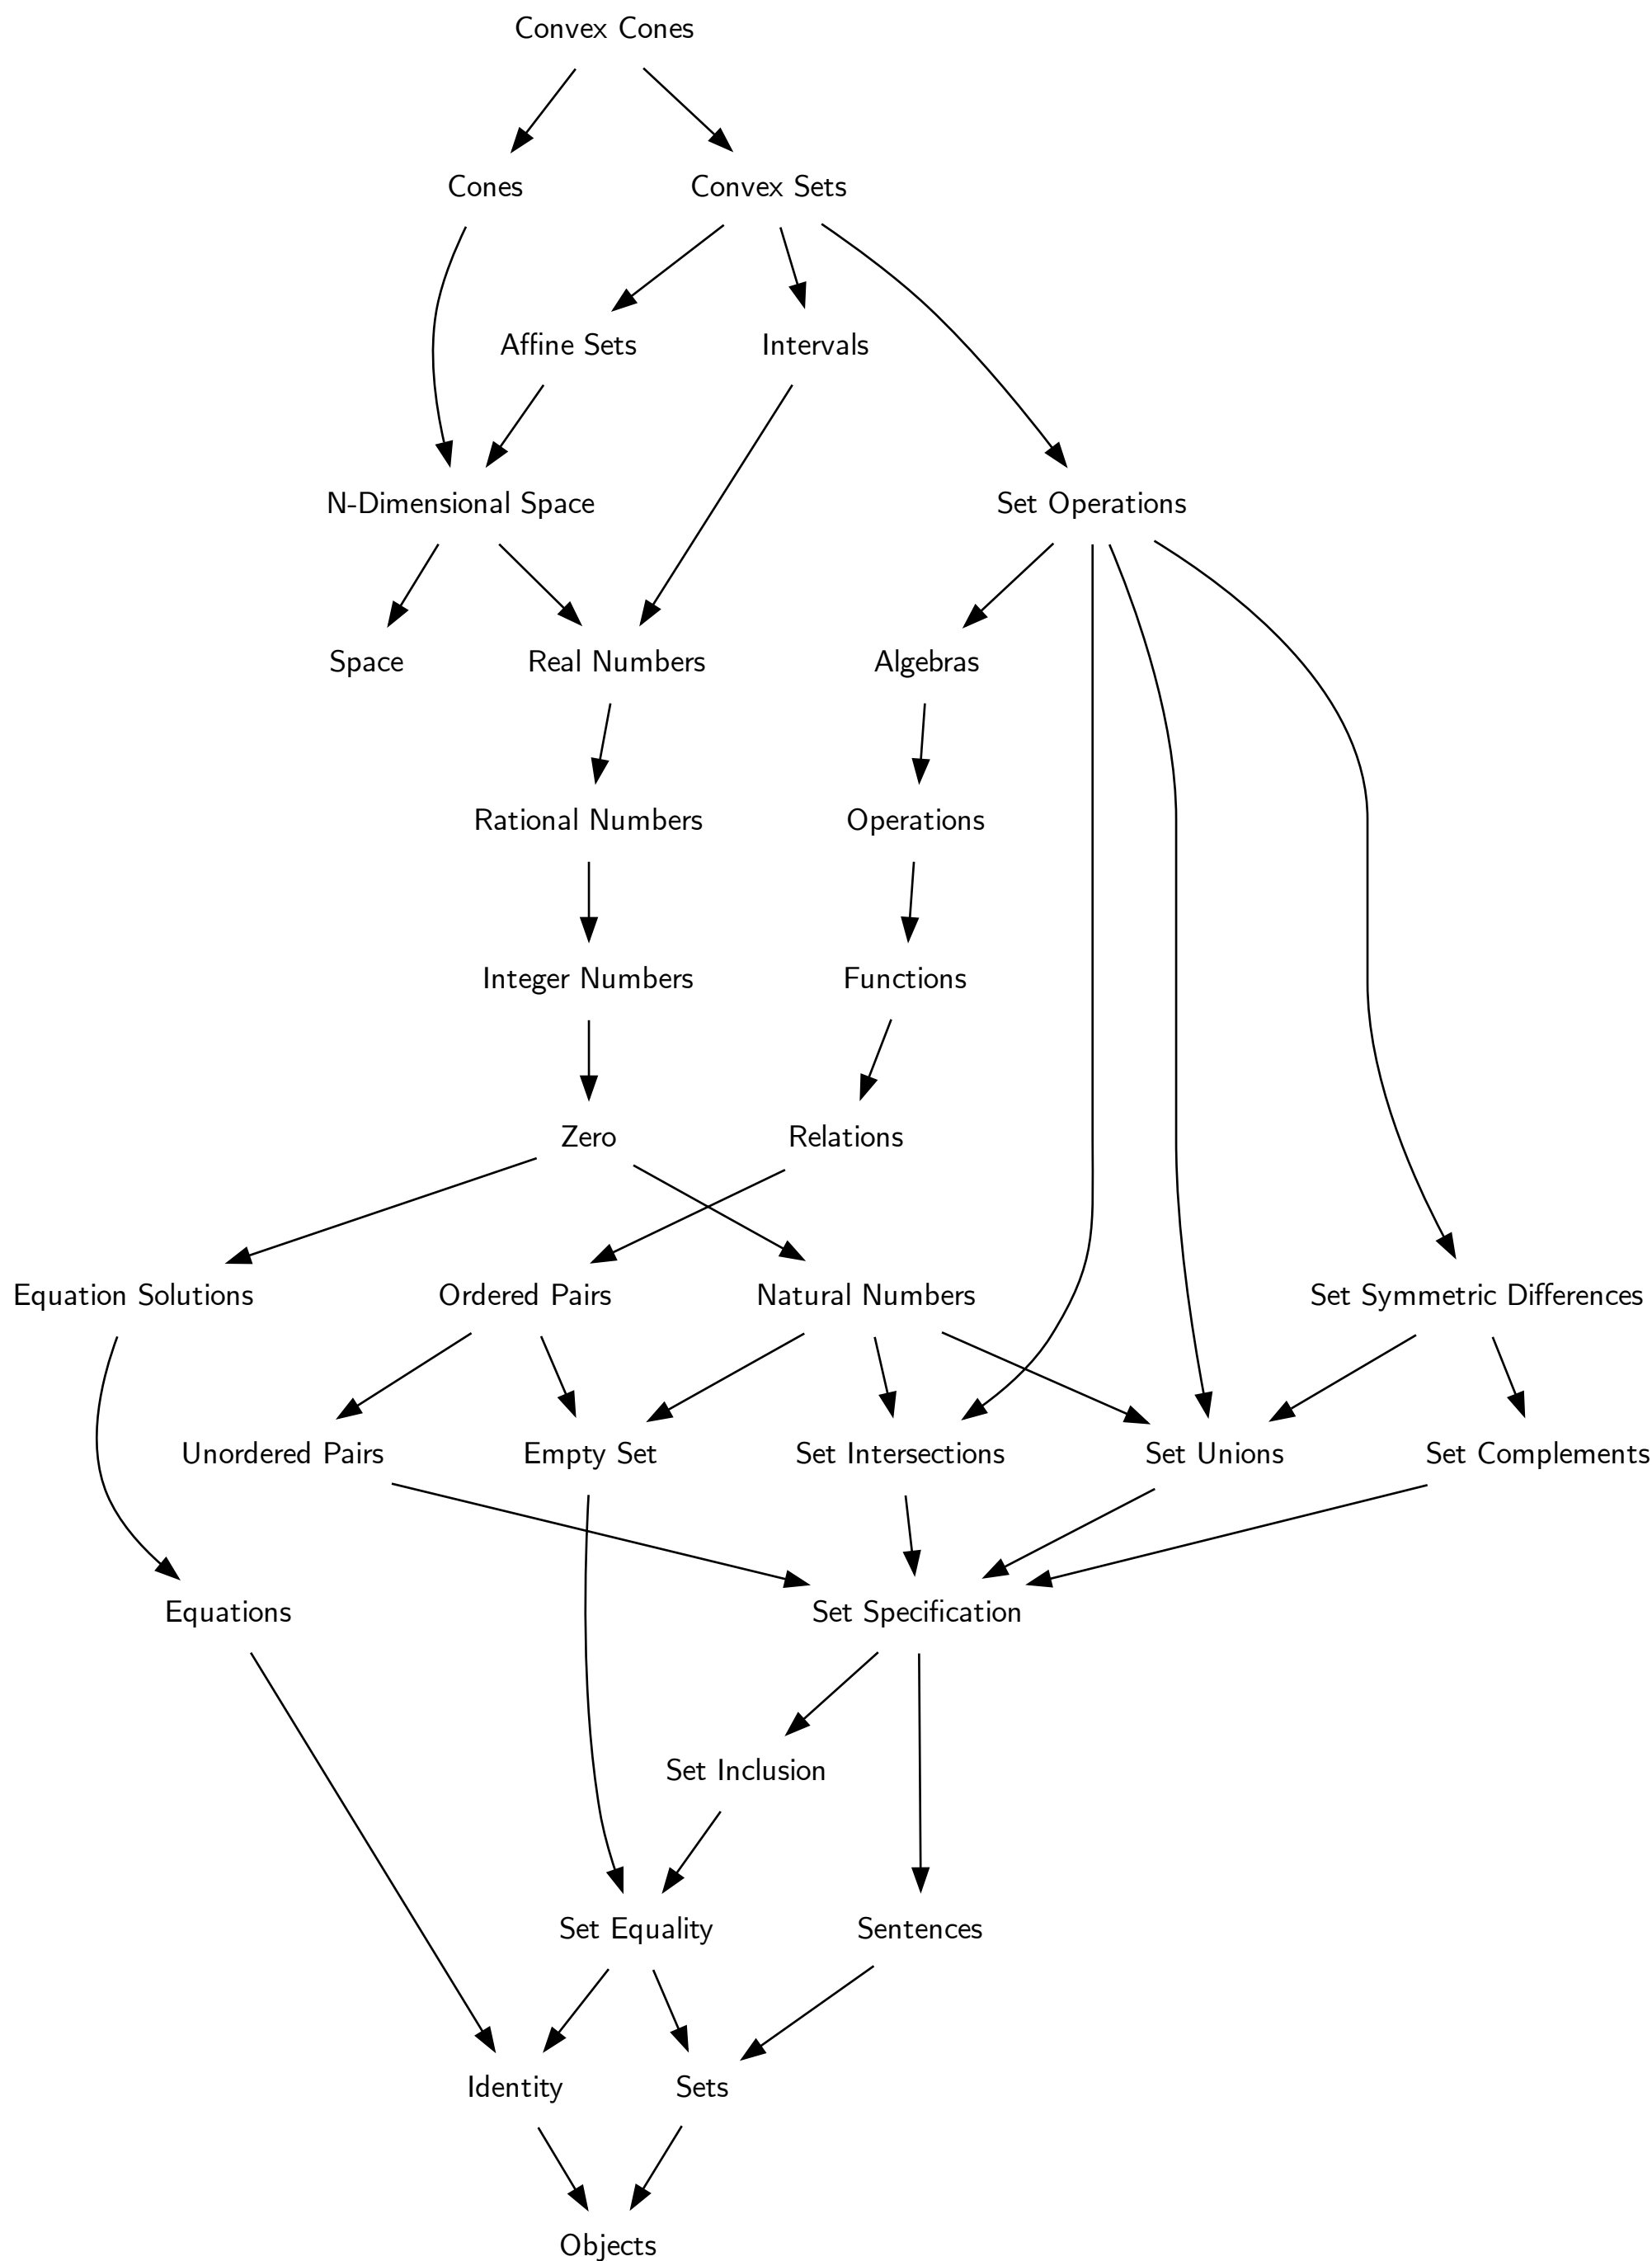 Convex Cones
Cones
Convex Sets
Affine Sets
Intervals
N-Dimensional Space
Set Operations
Space
Real Numbers
Algebras
Rational Numbers
Operations
Integer Numbers
Functions
Zero
Relations
Equation Solutions
Ordered Pairs
Natural Numbers
Set Symmetric Differences
Unordered Pairs
Empty Set
Set Intersections
Set Unions
Set Complements
Equations
Set Specification
Set Inclusion
Set Equality
Sentences
Identity
Sets
Objects